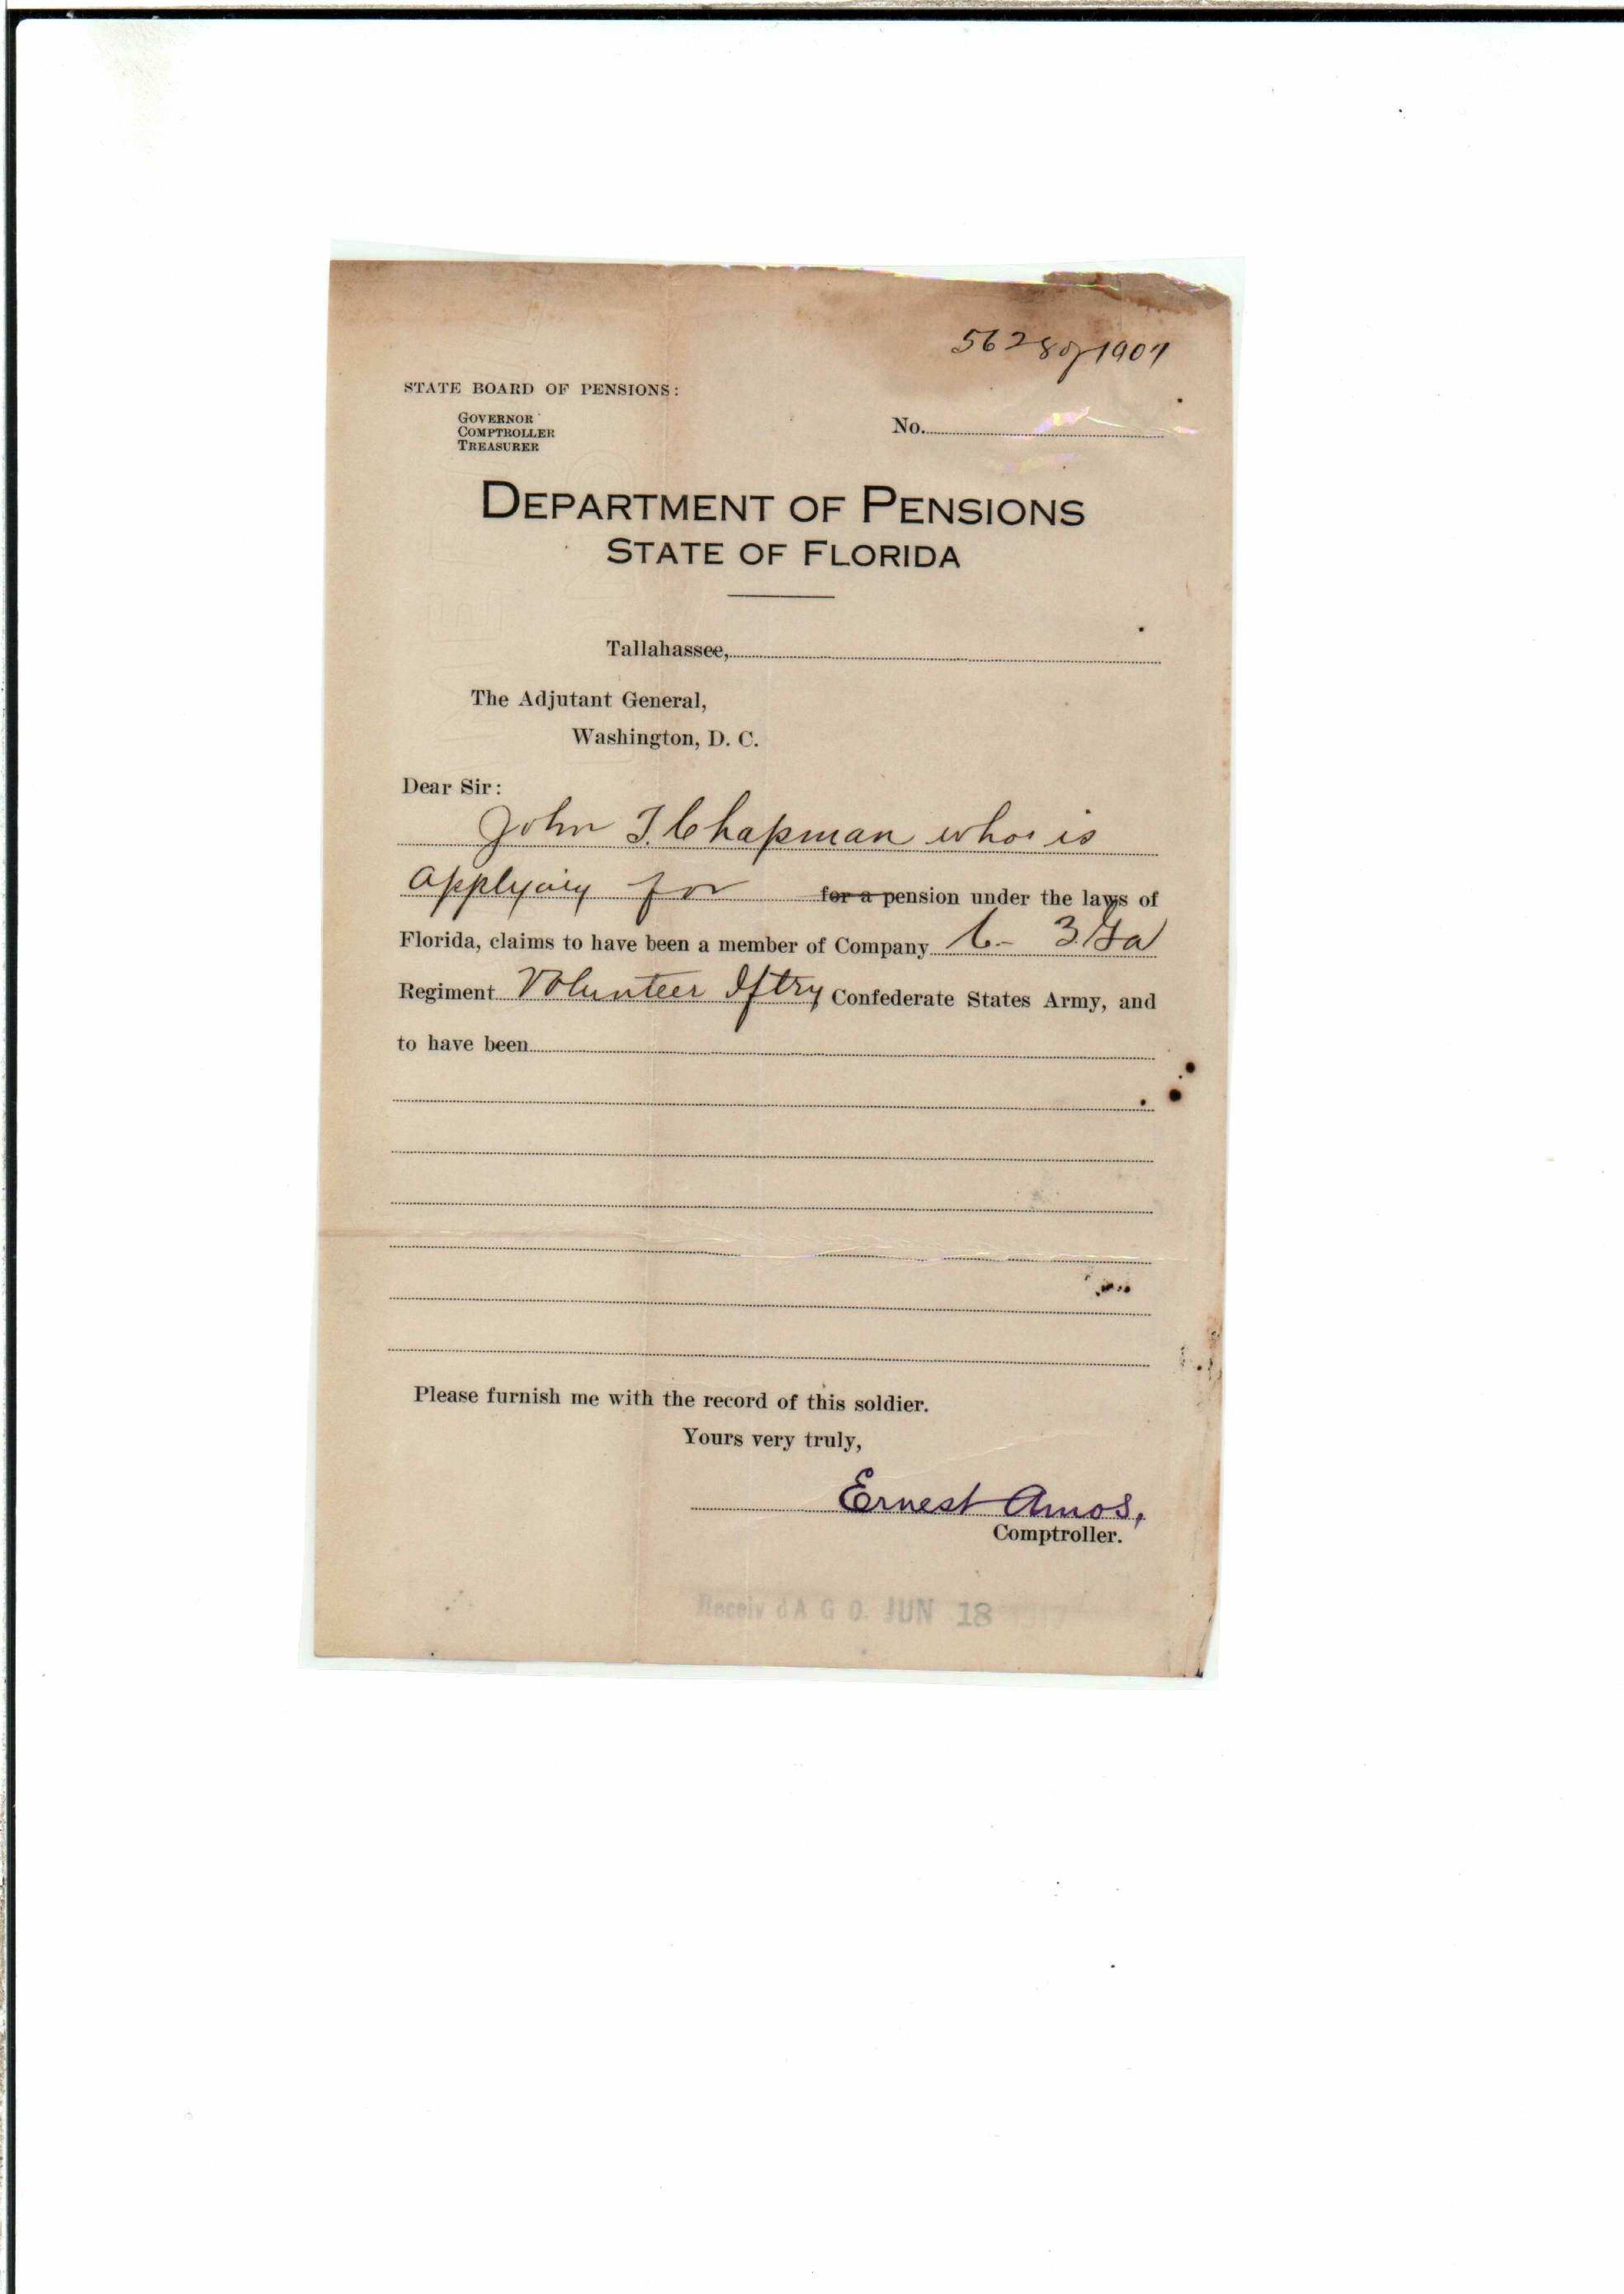 5628 of 1907
STATE BOARD OF PENSIONS:
GOVERNOR
COMPTROLLER
TREASURER
No.
DEPARTMENT OF PENSIONS
STATE OF FLORIDA
Tallahassee,
The Adjutant General,
Washington, D. C.
Dear Sir:
John T. Chapman who is
applying for for a pension under the laws of
Florida, claims to have been a member of Company C- 3.
Regiment Volunteer Iftry Confederate States Army, and
to have been
Please furnish me with the record of this soldier.
Yours very truly,
Ernest Amos,
Comptroller.
Receiv d A G O. JUN 18